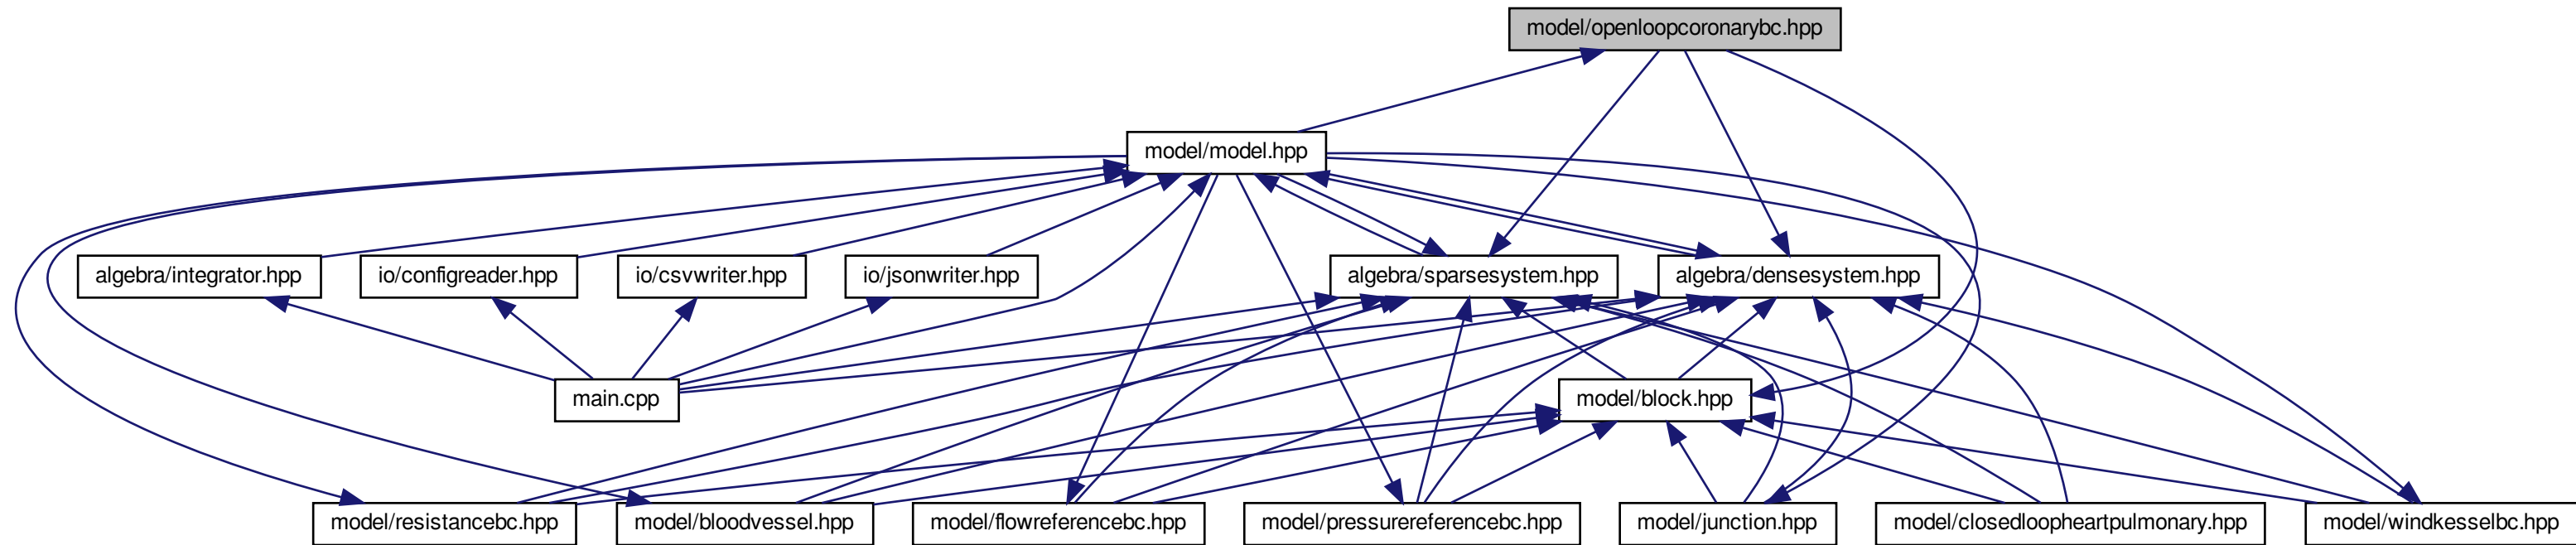 model/openloopcoronarybc.hpp
model/model.hpp
algebra/integrator.hpp
io/configreader.hpp
io/csvwriter.hpp
io/jsonwriter.hpp
algebra/sparsesystem.hpp
algebra/densesystem.hpp
main.cpp
model/block.hpp
model/resistancebc.hpp
model/bloodvessel.hpp
model/flowreferencebc.hpp
model/pressurereferencebc.hpp
model/junction.hpp
model/closedloopheartpulmonary.hpp
model/windkesselbc.hpp